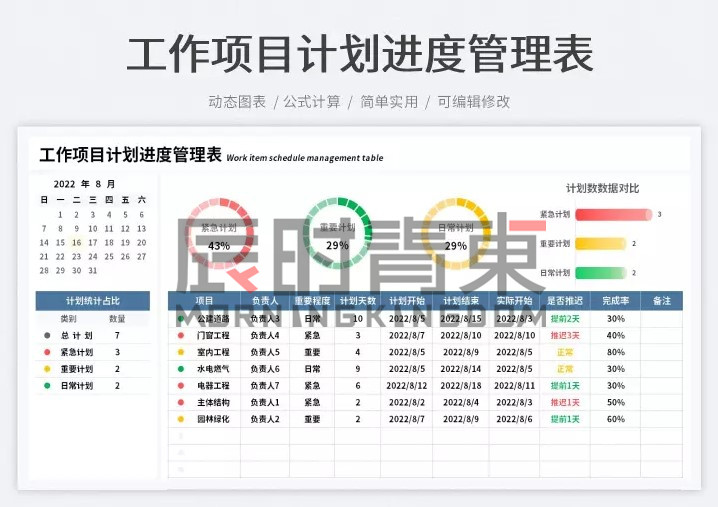 工作项目计划进度管理表
动态图表 / 公式计算 / 简单实用 / 可编辑修改
工作项目计划进度管理表 Work item schedule management table
2022 年 8 月
日 一 二 三 四 五 六
1 2 3 4 5 6
7 8 9 10 11 12 13
14 15 16 17 18 19 20
21 22 23 24 25 26 27
28 29 30 31
紧急计划
43%
重要计划
29%
日常计划
29%
计划数数据对比
紧急计划 3
重要计划 2
日常计划 2
辰时青東
MORNINGKINGDOM
计划统计占比
类别 数量
总 计 划 7
紧急计划 3
重要计划 2
日常计划 2
项目 负责人 重要程度 计划天数 计划开始 计划结束 实际开始 是否推迟 完成率 备注
公建道路 负责人3 日常 10 2022/8/5 2022/8/15 2022/8/3 提前2天 30%
门窗工程 负责人4 紧急 3 2022/8/7 2022/8/10 2022/8/10 推迟3天 40%
室内工程 负责人5 重要 4 2022/8/5 2022/8/9 2022/8/5 正常 80%
水电燃气 负责人6 日常 9 2022/8/5 2022/8/14 2022/8/5 正常 30%
电器工程 负责人7 紧急 6 2022/8/12 2022/8/18 2022/8/11 提前1天 30%
主体结构 负责人1 紧急 2 2022/8/2 2022/8/4 2022/8/3 推迟1天 50%
园林绿化 负责人2 重要 2 2022/8/7 2022/8/9 2022/8/6 提前1天 60%